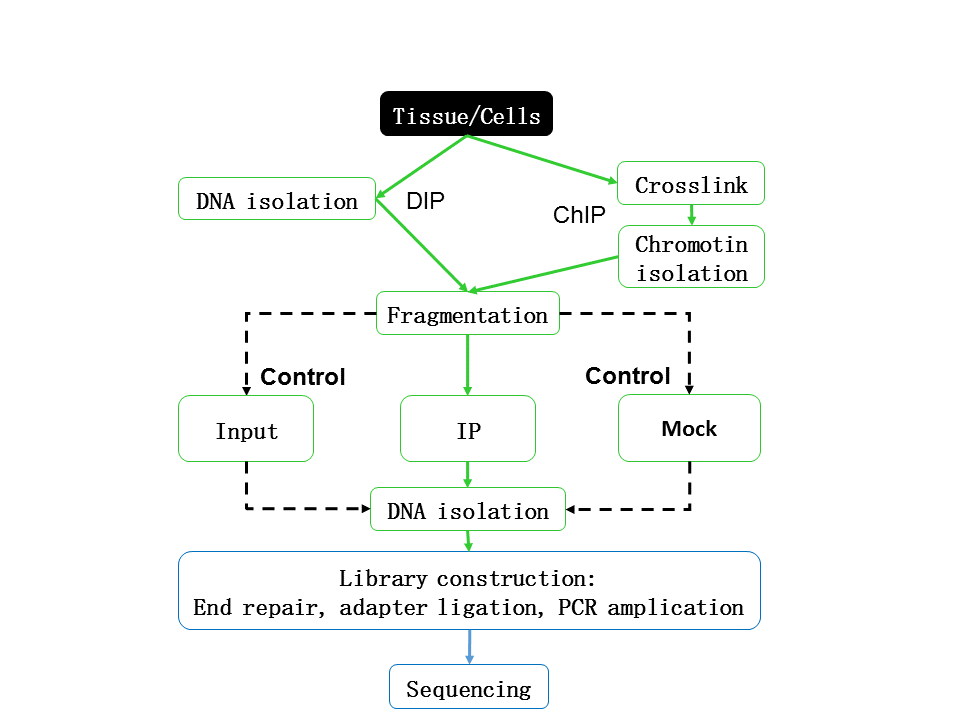 Tissue/Cells
DNA isolation
DIP
ChIP
Crosslink
Chromotin
isolation
Fragmentation
Control
Control
Input
IP
Mock
DNA isolation
Library construction:
End repair, adapter ligation, PCR amplication
Sequencing